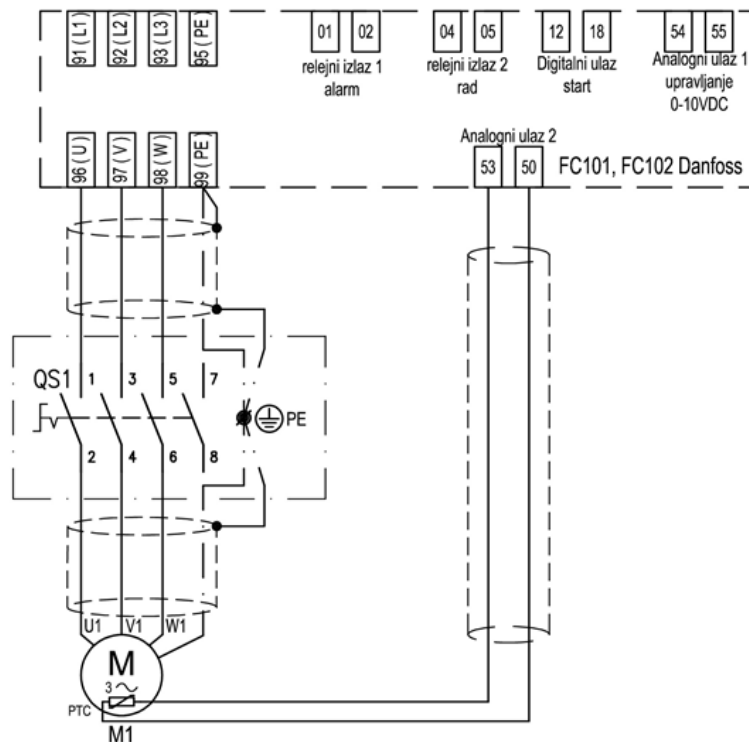 91 (L1)
92 (L2)
93 (L3)
95 (PE)
01
02
relejni izlaz 1
alarm
04
05
relejni izlaz 2
rad
12
18
Digitalni ulaz
start
54
55
Analogni ulaz 1
upravljanje
0-10VDC
96 (U)
97 (V)
98 (W)
99 (PE)
Analogni ulaz 2
53
50
FC101, FC102 Danfoss
QS1
1
3
5
7
PE
2
4
6
8
U1
V1
W1
M
3
PTC
M1